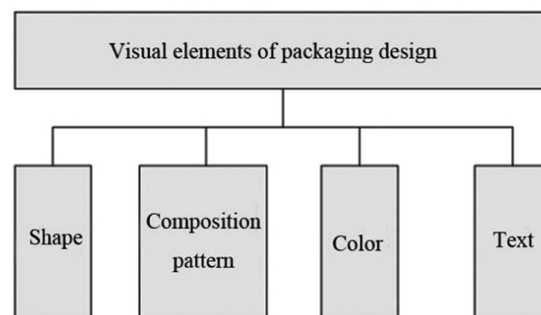 Visual elements of packaging design
Shape
Composition
pattern
Color
Text